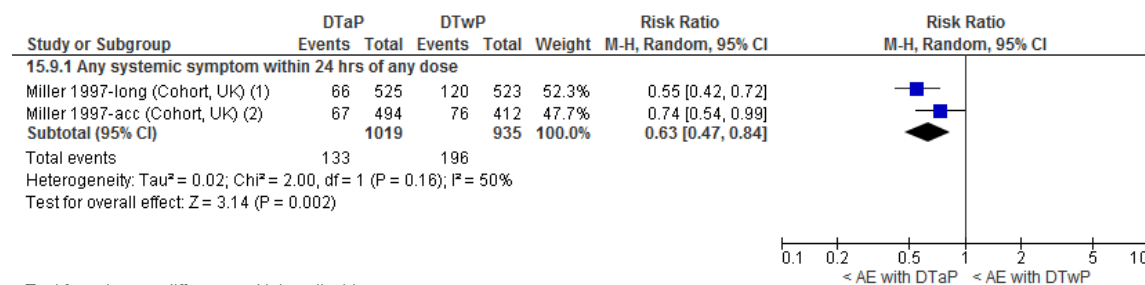 DTaP DTwP Risk Ratio Risk Ratio
Study or Subgroup Events Total Events Total Weight M-H, Random, 95% CI M-H, Random, 95% CI
15.9.1 Any systemic symptom within 24 hrs of any dose
Miller 1997-long (Cohort, UK) (1) 66 525 120 523 52.3% 0.55 [0.42, 0.72]
Miller 1997-acc (Cohort, UK) (2) 67 494 76 412 47.7% 0.74 [0.54, 0.99]
Subtotal (95% CI) 1019 935 100.0% 0.63 [0.47, 0.84]
Total events 133 196
Heterogeneity: Tau² = 0.02; Chi² = 2.00, df = 1 (P = 0.16); I² = 50%
Test for overall effect: Z = 3.14 (P = 0.002)
0.1 0.2 0.5 1 2 5 10
< AE with DTaP < AE with DTwP